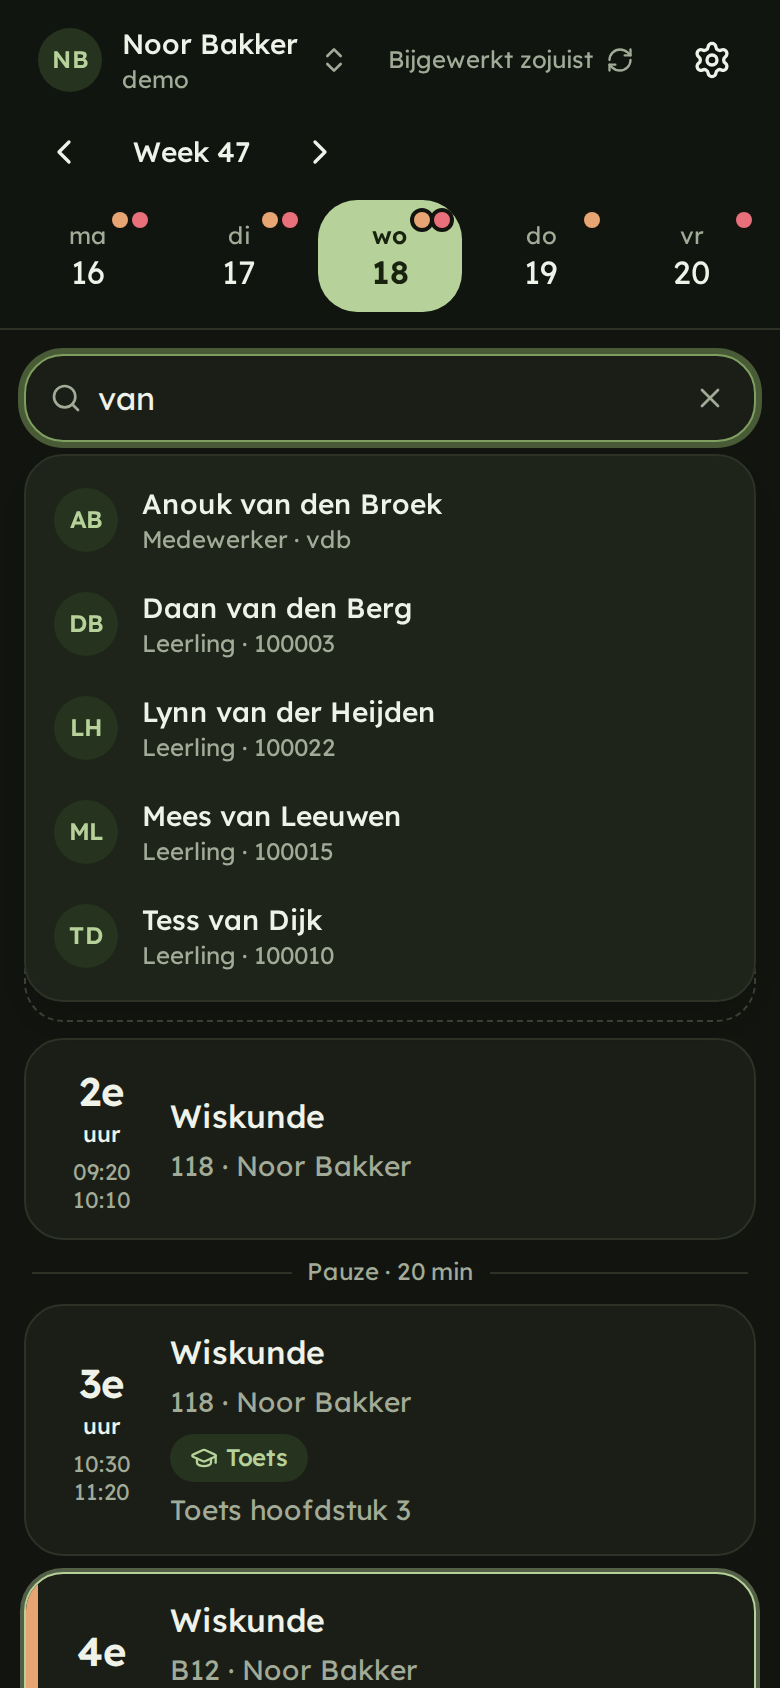 NB
Noor Bakker
demo
Bijgewerkt zojuist
Week 47
ma
16
di
17
wo
18
do
19
vr
20
van
AB
Anouk van den Broek
Medewerker · vdb
DB
Daan van den Berg
Leerling · 100003
LH
Lynn van der Heijden
Leerling · 100022
ML
Mees van Leeuwen
Leerling · 100015
TD
Tess van Dijk
Leerling · 100010
2e
uur
09:20
10:10
Wiskunde
118 · Noor Bakker
Pauze · 20 min
3e
uur
10:30
11:20
Wiskunde
118 · Noor Bakker
Toets
Toets hoofdstuk 3
4e
Wiskunde
B12 · Noor Bakker